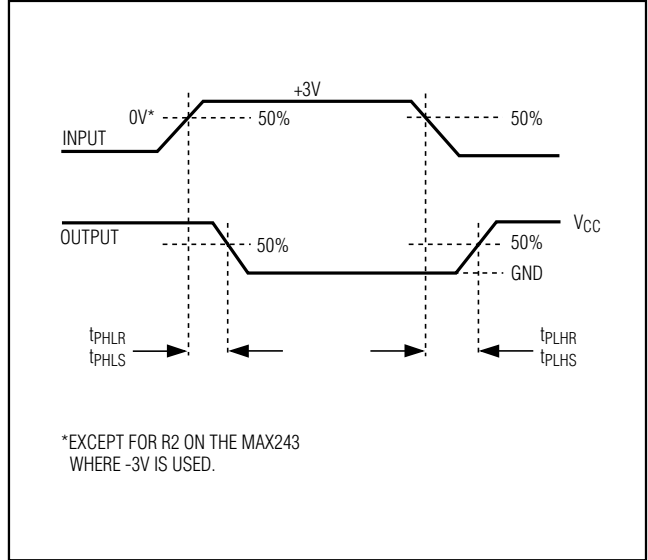 +3V
0V*
50%
50%
INPUT
VCC
OUTPUT
50%
50%
GND
tPHLR
tPHLS
tPLHR
tPLHS
*EXCEPT FOR R2 ON THE MAX243
WHERE -3V IS USED.